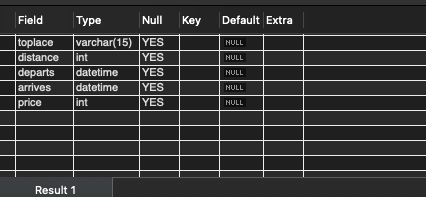 Field Type Null Key Default Extra
toplace varchar(15) YES NULL
distance int YES NULL
departs datetime YES NULL
arrives datetime YES NULL
price int YES NULL
Result 1